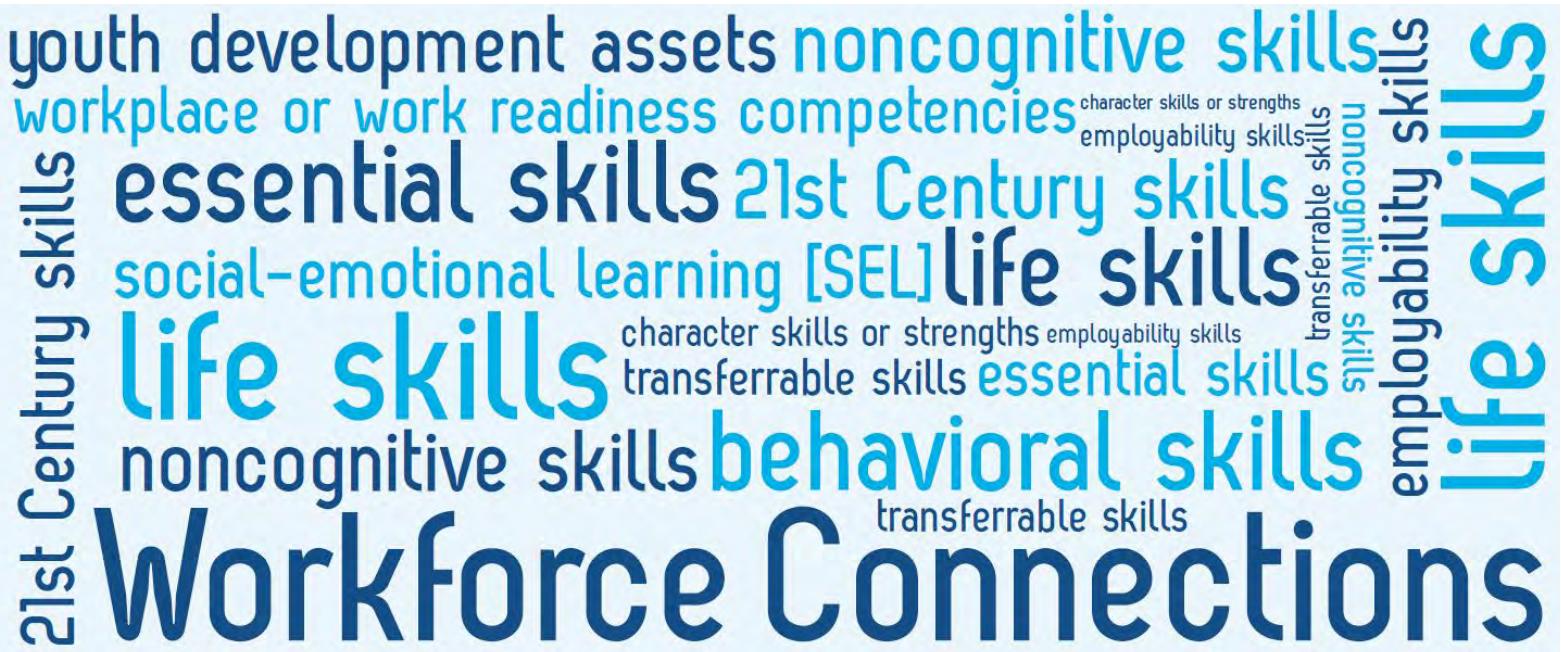 youth development assets
noncognitive skills
workplace or work readiness competencies
character skills or strengths
employability skills
essential skills
21st Century skills
social-emotional learning [SEL]
life skills
life skills
character skills or strengths
employability skills
transferrable skills
essential skills
noncognitive skills
behavioral skills
transferrable skills
Workforce Connections
21st Century skills
transferrable skills
noncognitive skills
employability skills
life skills